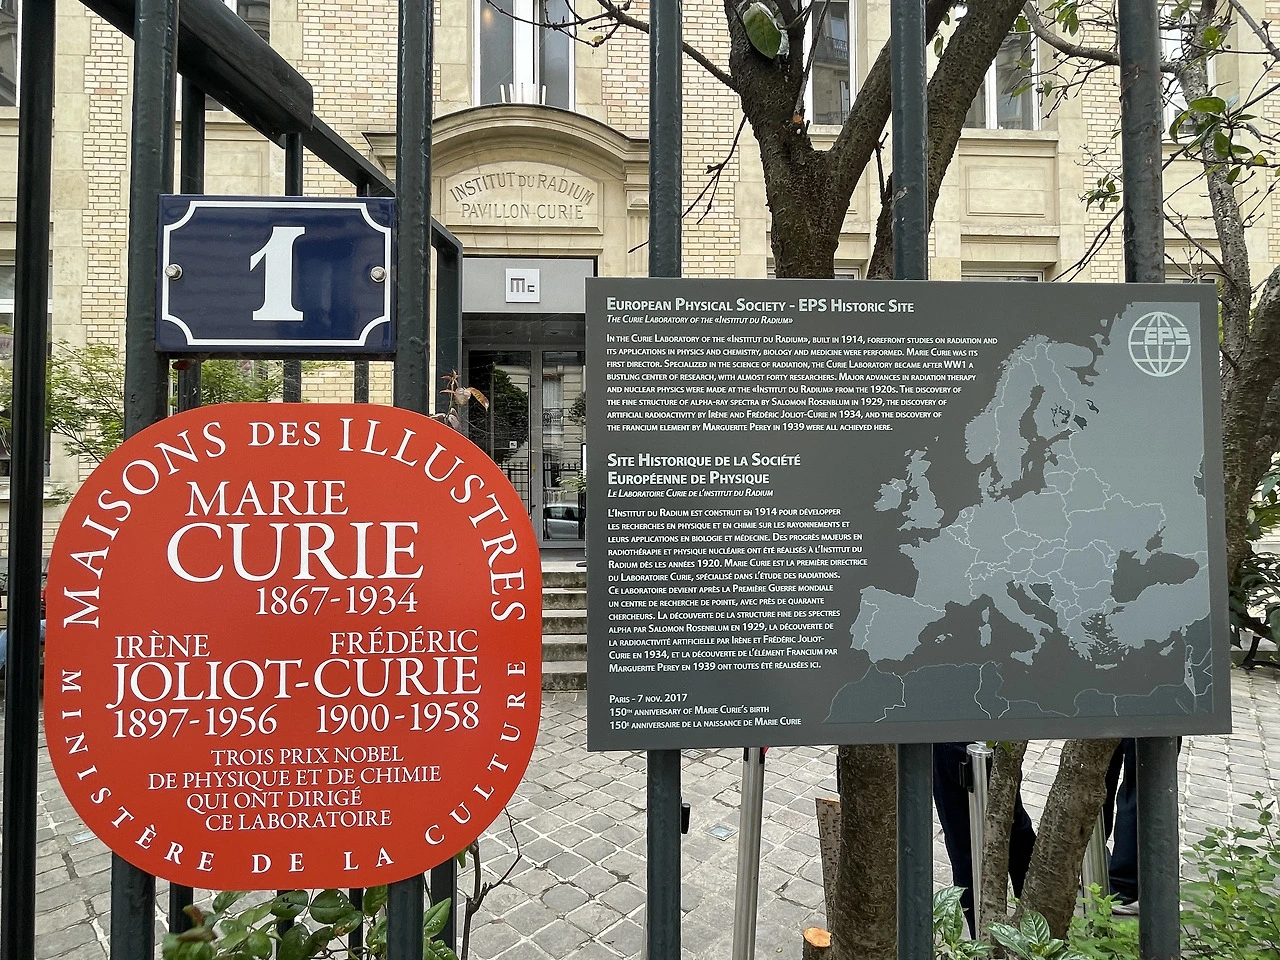 INSTITUT DU RADIUM
PAVILLON CURIE
Mc
1
MAISONS DES ILLUSTRES
MARIE
CURIE
1867-1934
IRÈNE FRÉDÉRIC
JOLIOT-CURIE
1897-1956 1900-1958
TROIS PRIX NOBEL
DE PHYSIQUE ET DE CHIMIE
QUI ONT DIRIGÉ
CE LABORATOIRE
MINISTÈRE DE LA CULTURE
EUROPEAN PHYSICAL SOCIETY - EPS HISTORIC SITE
THE CURIE LABORATORY OF THE «INSTITUT DU RADIUM»
IN THE CURIE LABORATORY OF THE «INSTITUT DU RADIUM», BUILT IN 1914, FOREFRONT STUDIES ON RADIATION AND
ITS APPLICATIONS IN PHYSICS AND CHEMISTRY, BIOLOGY AND MEDICINE WERE PERFORMED. MARIE CURIE WAS ITS
FIRST DIRECTOR. SPECIALIZED IN THE SCIENCE OF RADIATION, THE CURIE LABORATORY BECAME AFTER WW1 A
BUSTLING CENTER OF RESEARCH, WITH ALMOST FORTY RESEARCHERS. MAJOR ADVANCES IN RADIATION THERAPY
AND NUCLEAR PHYSICS WERE MADE AT THE «INSTITUT DU RADIUM» FROM THE 1920S. THE DISCOVERY OF
THE FINE STRUCTURE OF ALPHA-RAY SPECTRA BY SALOMON ROSENBLUM IN 1929, THE DISCOVERY OF
ARTIFICIAL RADIOACTIVITY BY IRÈNE AND FRÉDÉRIC JOLIOT-CURIE IN 1934, AND THE DISCOVERY OF
THE FRANCIUM ELEMENT BY MARGUERITE PEREY IN 1939 WERE ALL ACHIEVED HERE.
EPS
SITE HISTORIQUE DE LA SOCIÉTÉ
EUROPÉENNE DE PHYSIQUE
LE LABORATOIRE CURIE DE L'INSTITUT DU RADIUM
L'INSTITUT DU RADIUM EST CONSTRUIT EN 1914 POUR DÉVELOPPER
LES RECHERCHES EN PHYSIQUE ET EN CHIMIE SUR LES RAYONNEMENTS ET
LEURS APPLICATIONS EN BIOLOGIE ET MÉDECINE. DES PROGRÈS MAJEURS EN
RADIOTHÉRAPIE ET PHYSIQUE NUCLÉAIRE ONT ÉTÉ RÉALISÉS À L'INSTITUT DU
RADIUM DÈS LES ANNÉES 1920. MARIE CURIE EST LA PREMIÈRE DIRECTRICE
DU LABORATOIRE CURIE, SPÉCIALISÉ DANS L'ÉTUDE DES RADIATIONS.
CE LABORATOIRE DEVIENT APRÈS LA PREMIÈRE GUERRE MONDIALE
UN CENTRE DE RECHERCHE DE POINTE, AVEC PRÈS DE QUARANTE
CHERCHEURS. LA DÉCOUVERTE DE LA STRUCTURE FINE DES SPECTRES
ALPHA PAR SALOMON ROSENBLUM EN 1929, LA DÉCOUVERTE DE
LA RADIOACTIVITÉ ARTIFICIELLE PAR IRÈNE ET FRÉDÉRIC JOLIOT-
CURIE EN 1934, ET LA DÉCOUVERTE DE L'ÉLÉMENT FRANCIUM PAR
MARGUERITE PEREY EN 1939 ONT TOUTES ÉTÉ RÉALISÉES ICI.
PARIS - 7 NOV. 2017
150TH ANNIVERSARY OF MARIE CURIE'S BIRTH
150E ANNIVERSAIRE DE LA NAISSANCE DE MARIE CURIE